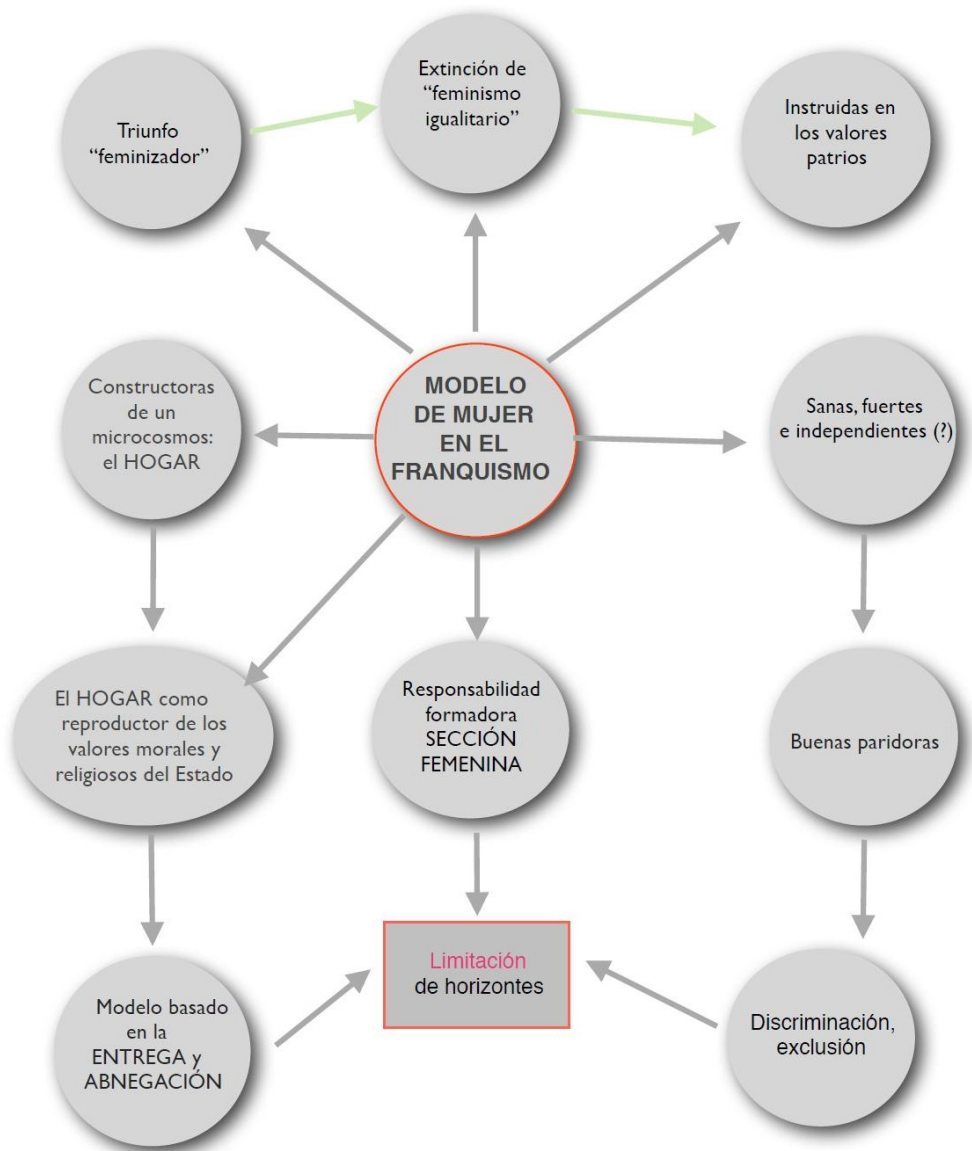 Triunfo
“feminizador”
Extinción de
“feminismo
igualitario”
Instruidas en
los valores
patrios
Constructoras
de un
microcosmos:
el HOGAR
MODELO
DE MUJER
EN EL
FRANQUISMO
Sanas, fuertes
e independientes (?)
El HOGAR como
reproductor de los
valores morales y
religiosos del Estado
Responsabilidad
formadora
SECCIÓN
FEMENINA
Buenas paridoras
Modelo basado
en la
ENTREGA y
ABNEGACIÓN
Limitación
de horizontes
Discriminación,
exclusión